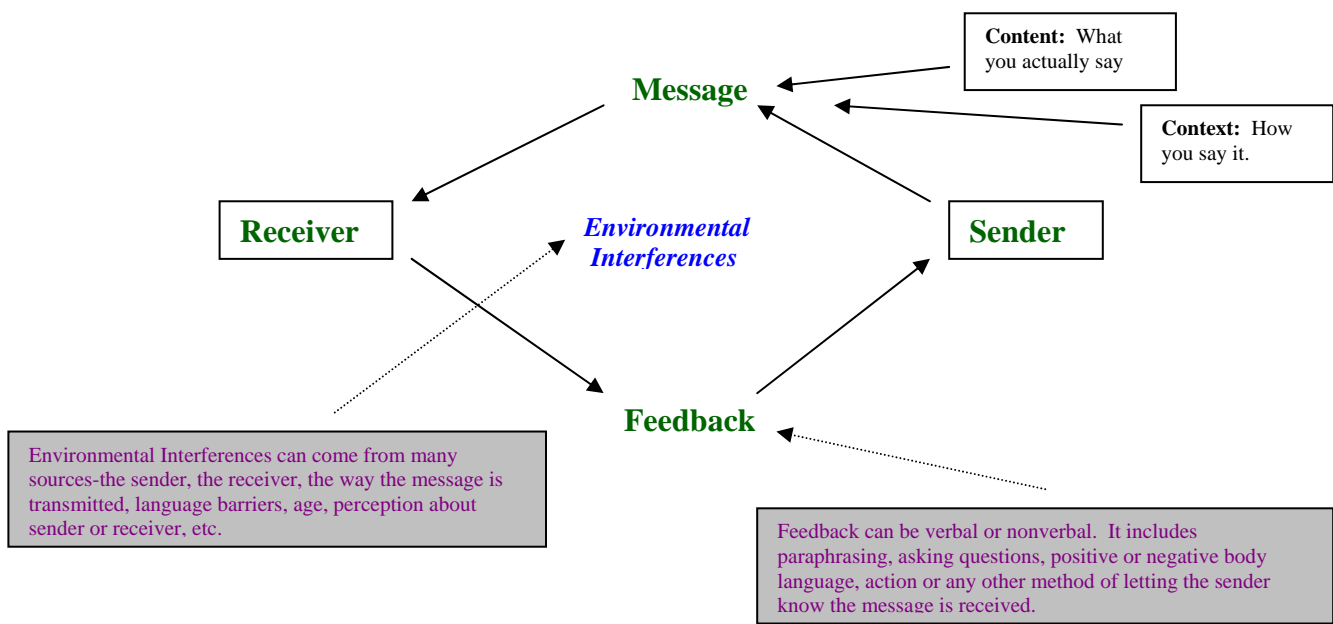 Content: What
you actually say
Message
Context: How
you say it.
Receiver
Environmental
Interferences
Sender
Feedback
Environmental Interferences can come from many
sources-the sender, the receiver, the way the message is
transmitted, language barriers, age, perception about
sender or receiver, etc.
Feedback can be verbal or nonverbal. It includes
paraphrasing, asking questions, positive or negative body
language, action or any other method of letting the sender
know the message is received.